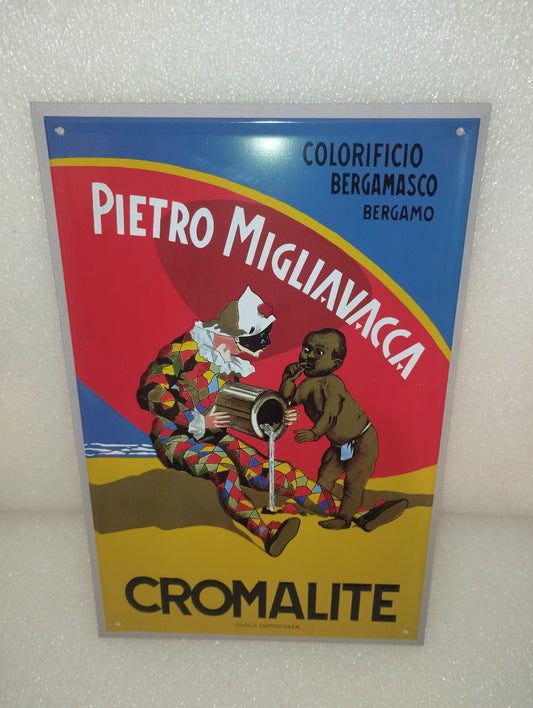 COLORIFICIO
BERGAMASCO
BERGAMO
PIETRO MIGLIAVACCA
CROMALITE
MARCA DEPOSITATA